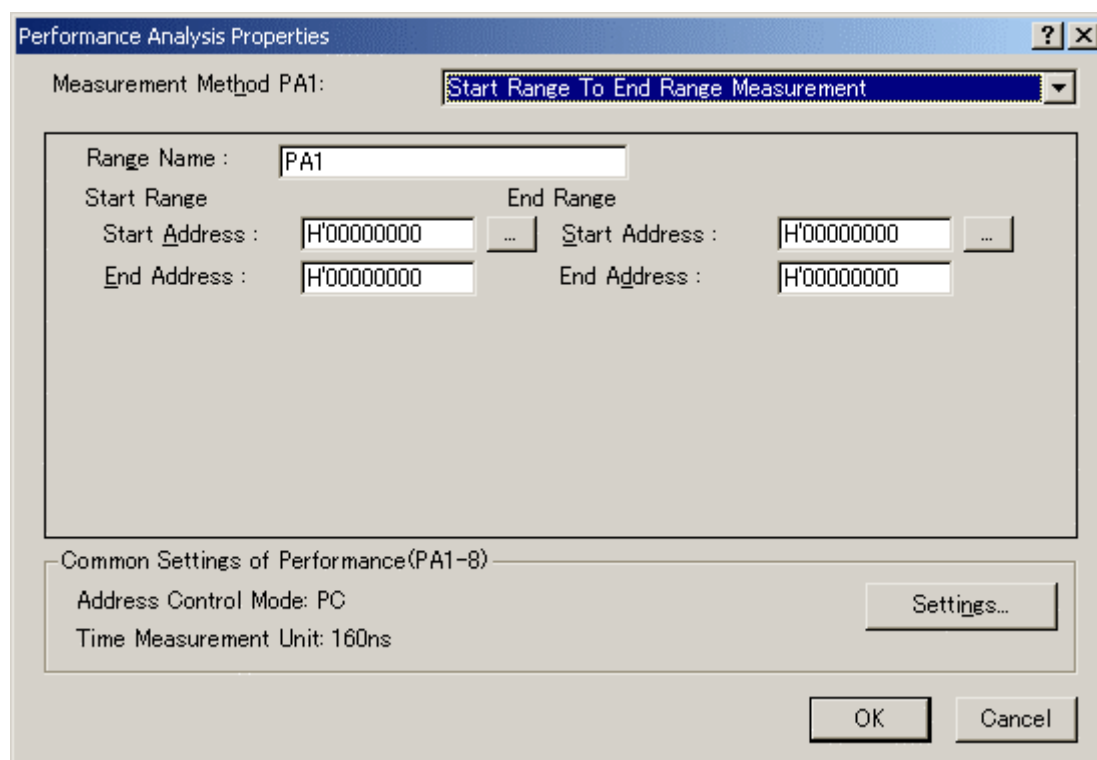 Performance Analysis Properties
Measurement Method PA1: Start Range To End Range Measurement
Range Name : PA1
Start Range End Range
Start Address : H'00000000 ... Start Address : H'00000000 ...
End Address : H'00000000 End Address : H'00000000
Common Settings of Performance(PA1-8)
Address Control Mode: PC
Settings...
Time Measurement Unit: 160ns
OK Cancel